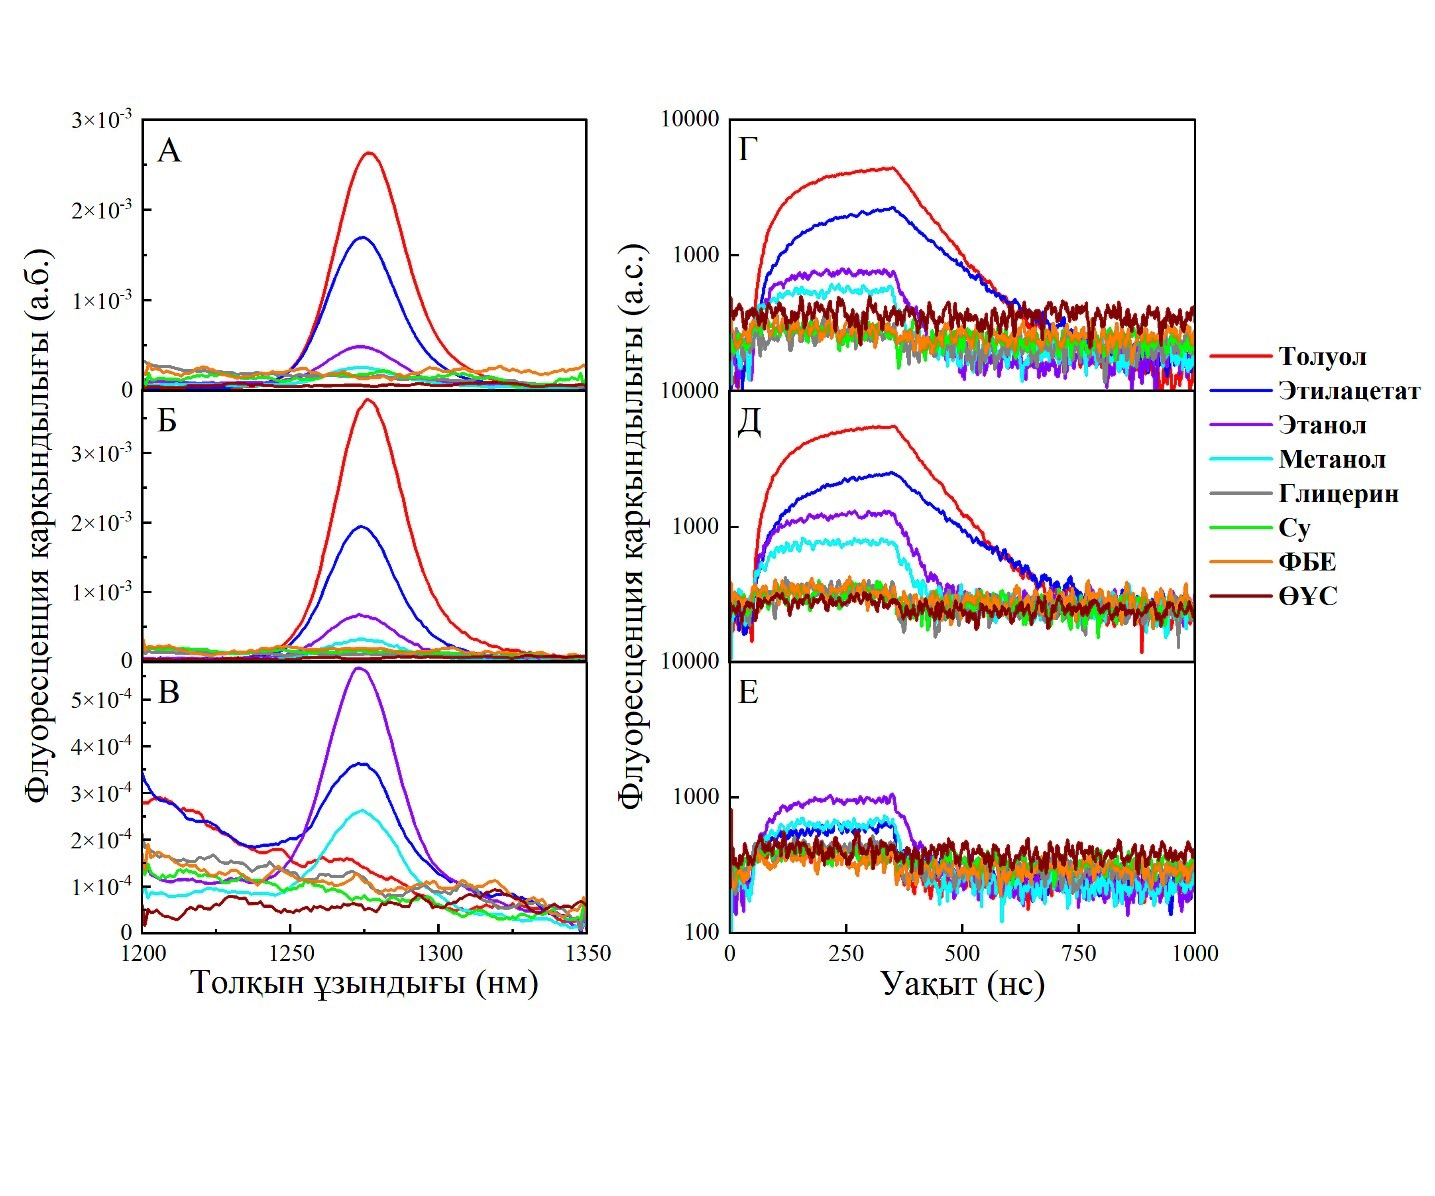 Флуоресценция қарқындылығы (а.б.)
3×10⁻³
2×10⁻³
1×10⁻³
0
А
3×10⁻³
2×10⁻³
1×10⁻³
0
Б
5×10⁻⁴
4×10⁻⁴
3×10⁻⁴
2×10⁻⁴
1×10⁻⁴
0
В
1200 1250 1300 1350
Толқын ұзындығы (нм)
Флуоресценция қарқындылығы (а.с.)
10000
1000
Г
10000
1000
Д
10000
1000
100
Е
0 250 500 750 1000
Уақыт (нс)
Толуол
Этилацетат
Этанол
Метанол
Глицерин
Су
ФБЕ
ӨҰС